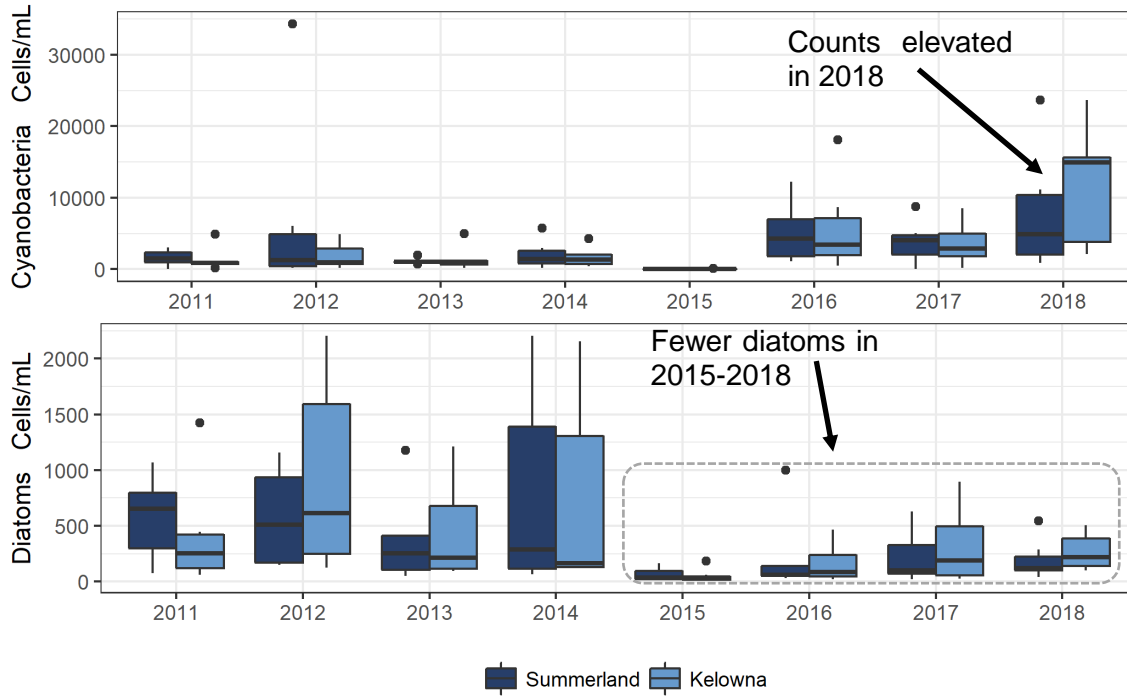 Cyanobacteria Cells/mL
30000
20000
10000
0
Counts elevated
in 2018
2011 2012 2013 2014 2015 2016 2017 2018
Diatoms Cells/mL
2000
1500
1000
500
0
Fewer diatoms in
2015-2018
2011 2012 2013 2014 2015 2016 2017 2018
Summerland Kelowna